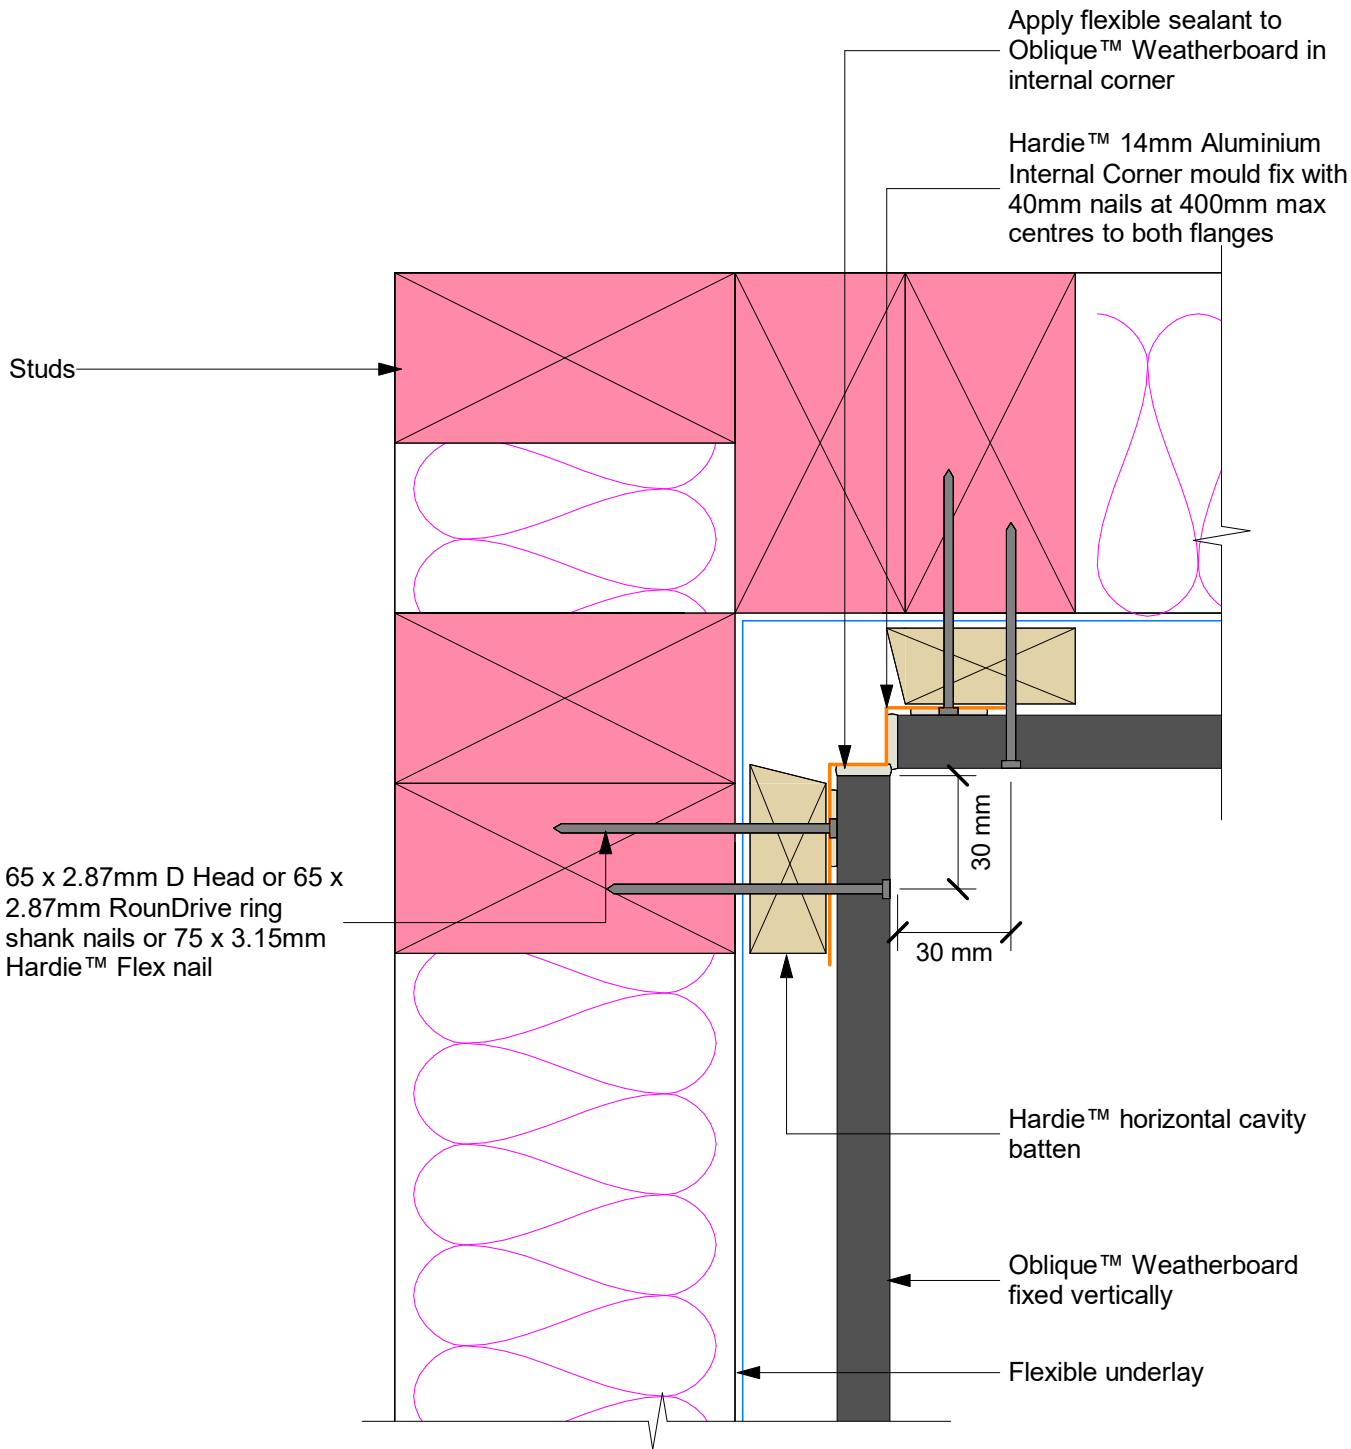 Apply flexible sealant to
Oblique™ Weatherboard in
internal corner
Hardie™ 14mm Aluminium
Internal Corner mould fix with
40mm nails at 400mm max
centres to both flanges
Studs
65 x 2.87mm D Head or 65 x
2.87mm RounDrive ring
shank nails or 75 x 3.15mm
Hardie™ Flex nail
30 mm
30 mm
Hardie™ horizontal cavity
batten
Oblique™ Weatherboard
fixed vertically
Flexible underlay